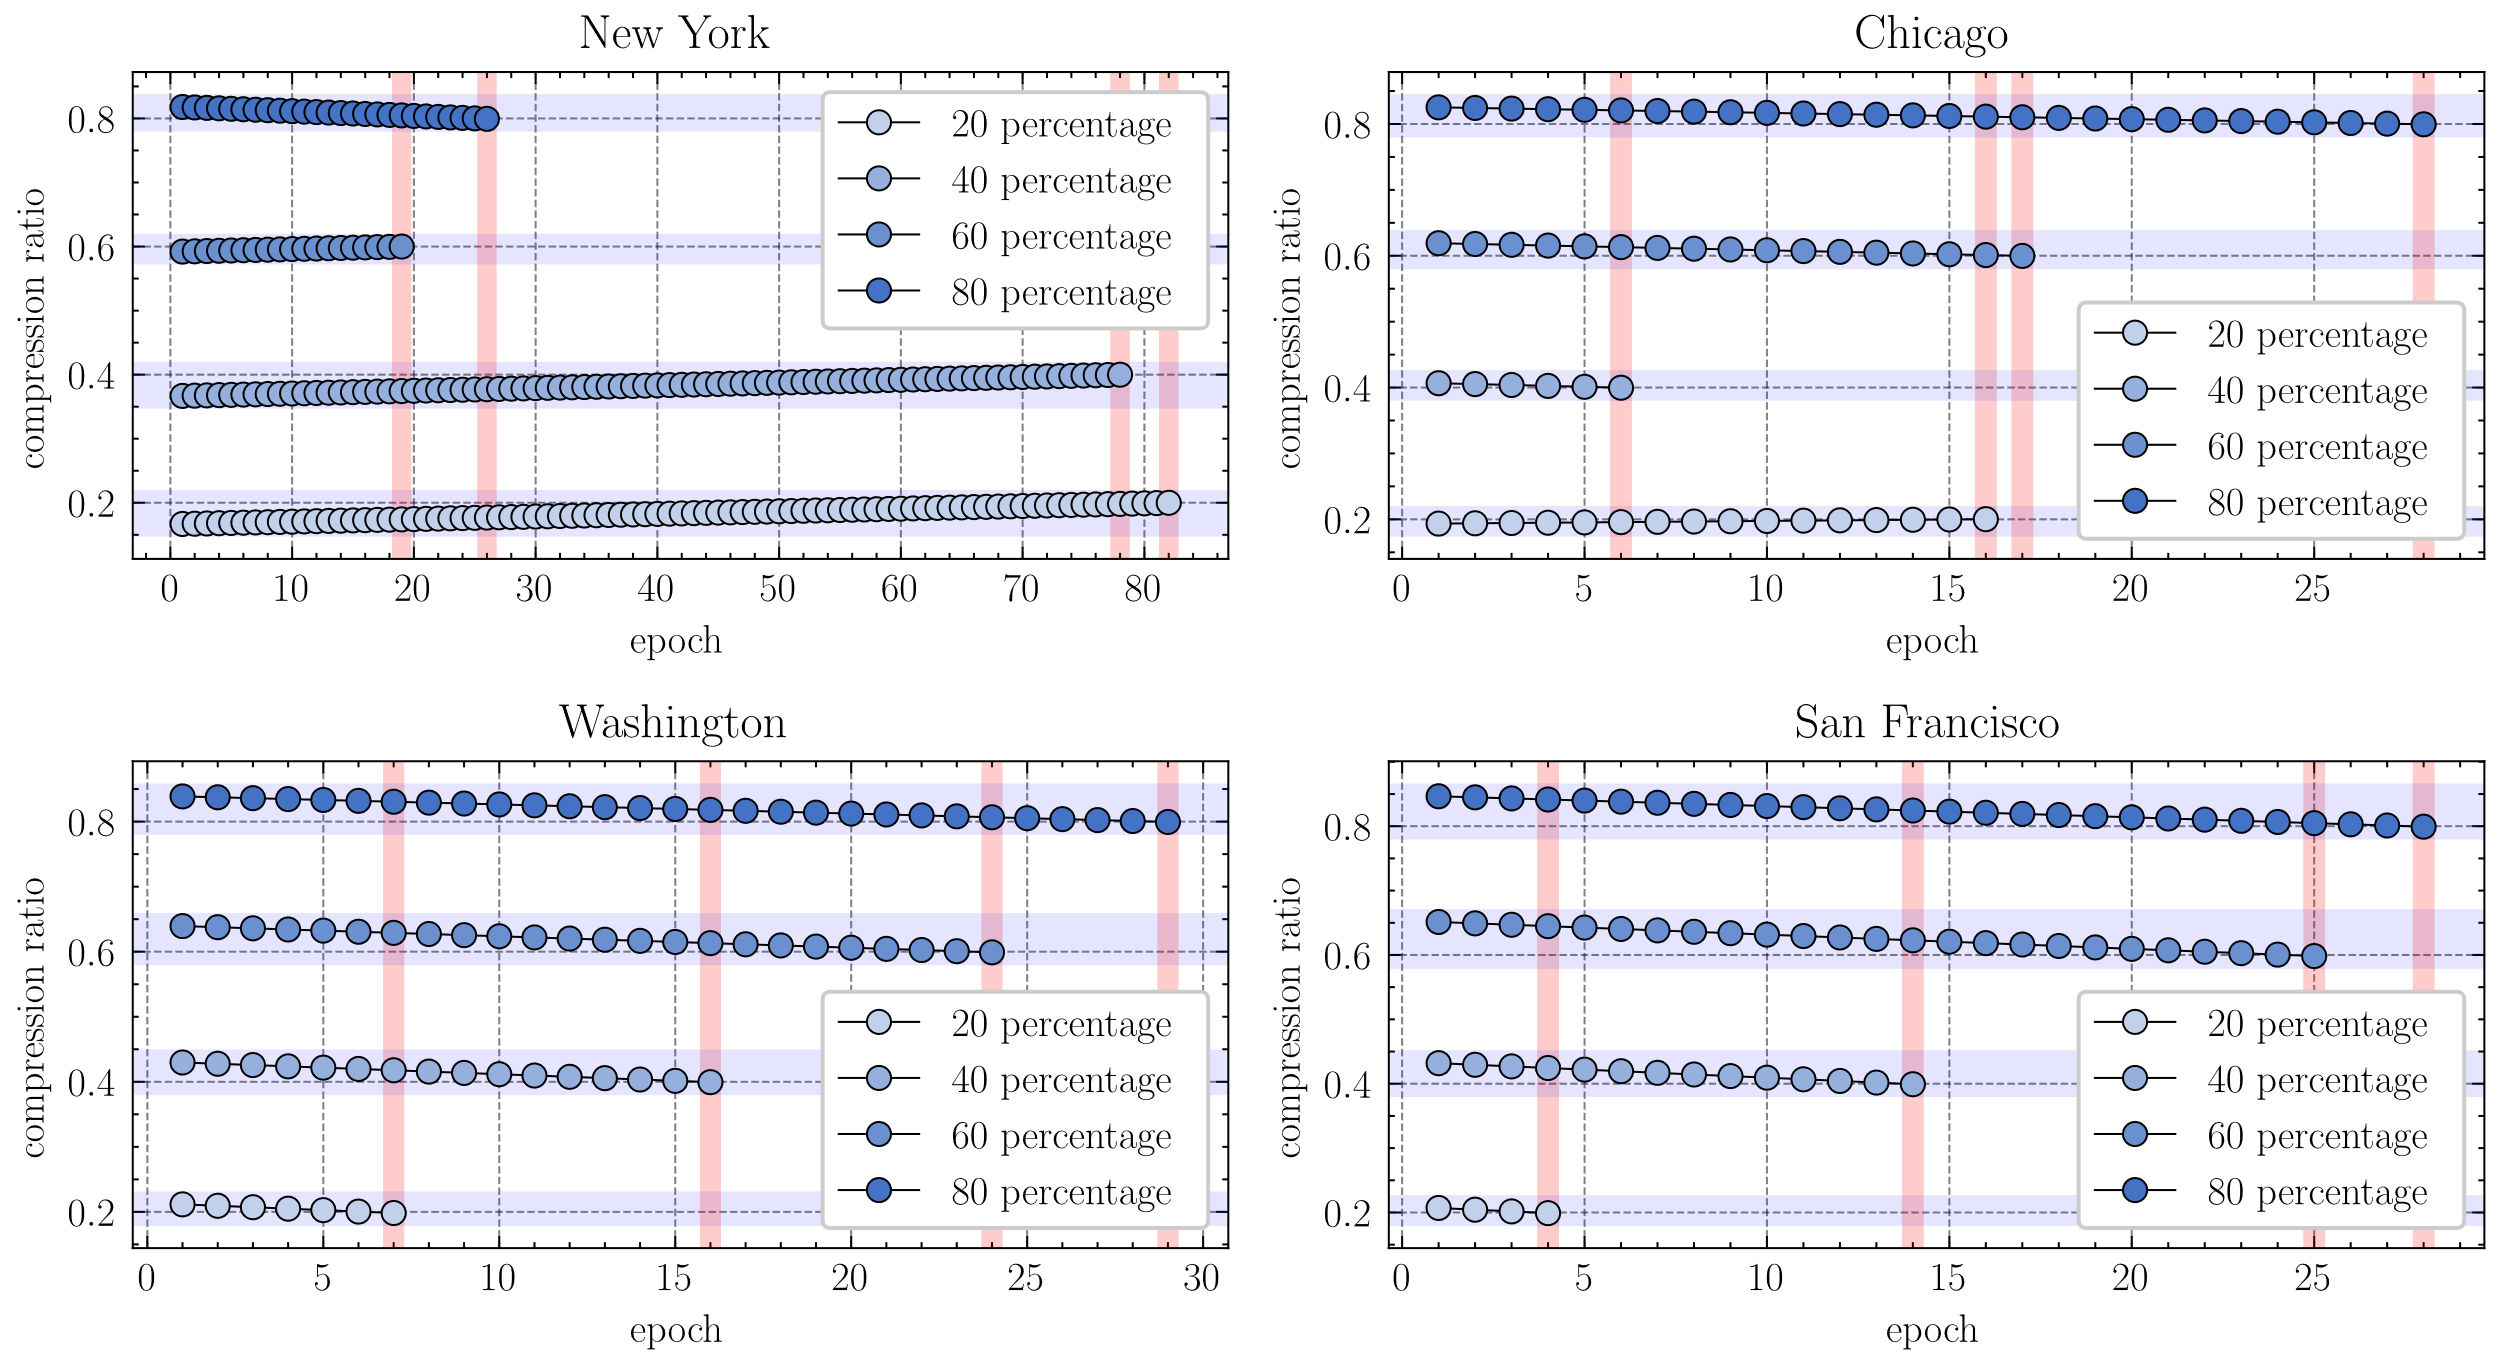 New York
compression ratio
0.8
0.6
0.4
0.2
20 percentage
40 percentage
60 percentage
80 percentage
0 10 20 30 40 50 60 70 80
epoch
Chicago
compression ratio
0.8
0.6
0.4
0.2
20 percentage
40 percentage
60 percentage
80 percentage
0 5 10 15 20 25
epoch
Washington
compression ratio
0.8
0.6
0.4
0.2
20 percentage
40 percentage
60 percentage
80 percentage
0 5 10 15 20 25 30
epoch
San Francisco
compression ratio
0.8
0.6
0.4
0.2
20 percentage
40 percentage
60 percentage
80 percentage
0 5 10 15 20 25
epoch